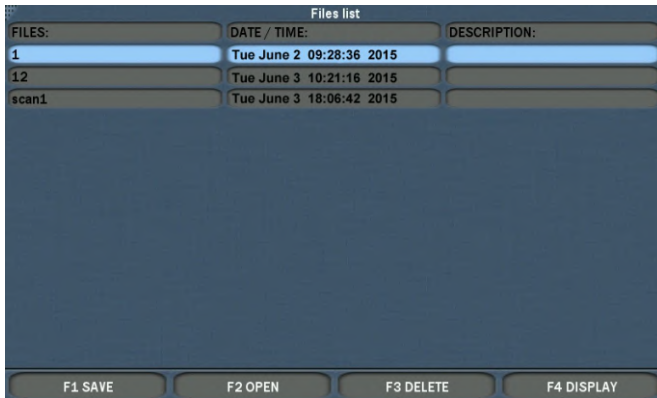 Files list
FILES: DATE / TIME: DESCRIPTION:
1 Tue June 2 09:28:36 2015
12 Tue June 3 10:21:16 2015
scan1 Tue June 3 18:06:42 2015
F1 SAVE F2 OPEN F3 DELETE F4 DISPLAY